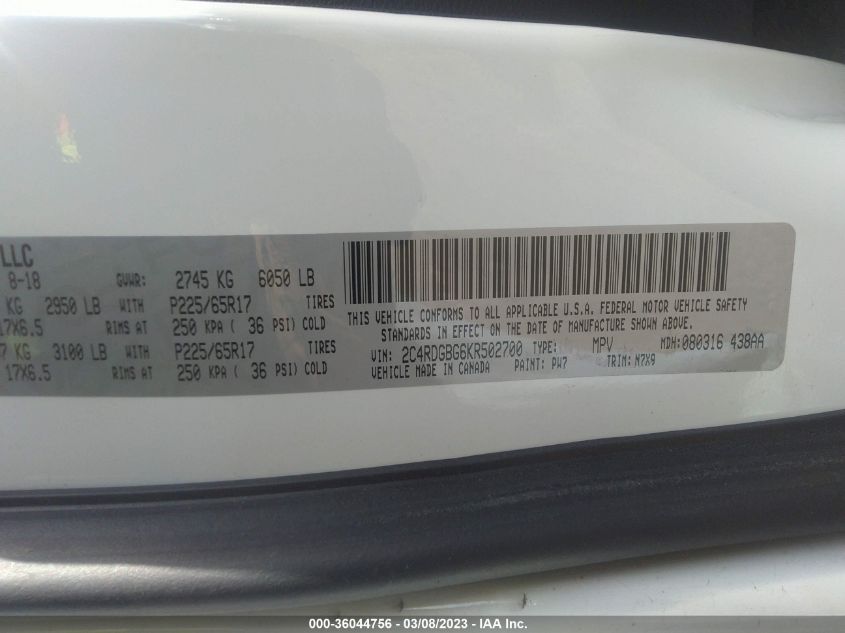 LLC
8-18 GVWR: 2745 KG 6050 LB
KG 2950 LB WITH P225/65R17 TIRES
17X6.5 RIMS AT 250 KPA ( 36 PSI) COLD
7 KG 3100 LB WITH P225/65R17 TIRES
17X6.5 RIMS AT 250 KPA ( 36 PSI) COLD
THIS VEHICLE CONFORMS TO ALL APPLICABLE U.S.A. FEDERAL MOTOR VEHICLE SAFETY
STANDARDS IN EFFECT ON THE DATE OF MANUFACTURE SHOWN ABOVE.
VIN: 2C4RDGBG6KR502700 TYPE: MPV MDH: 080316 438AA
VEHICLE MADE IN CANADA PAINT: PW7 TRIM: N7X9
000-36044756 — 03/08/2023 — IAA Inc.